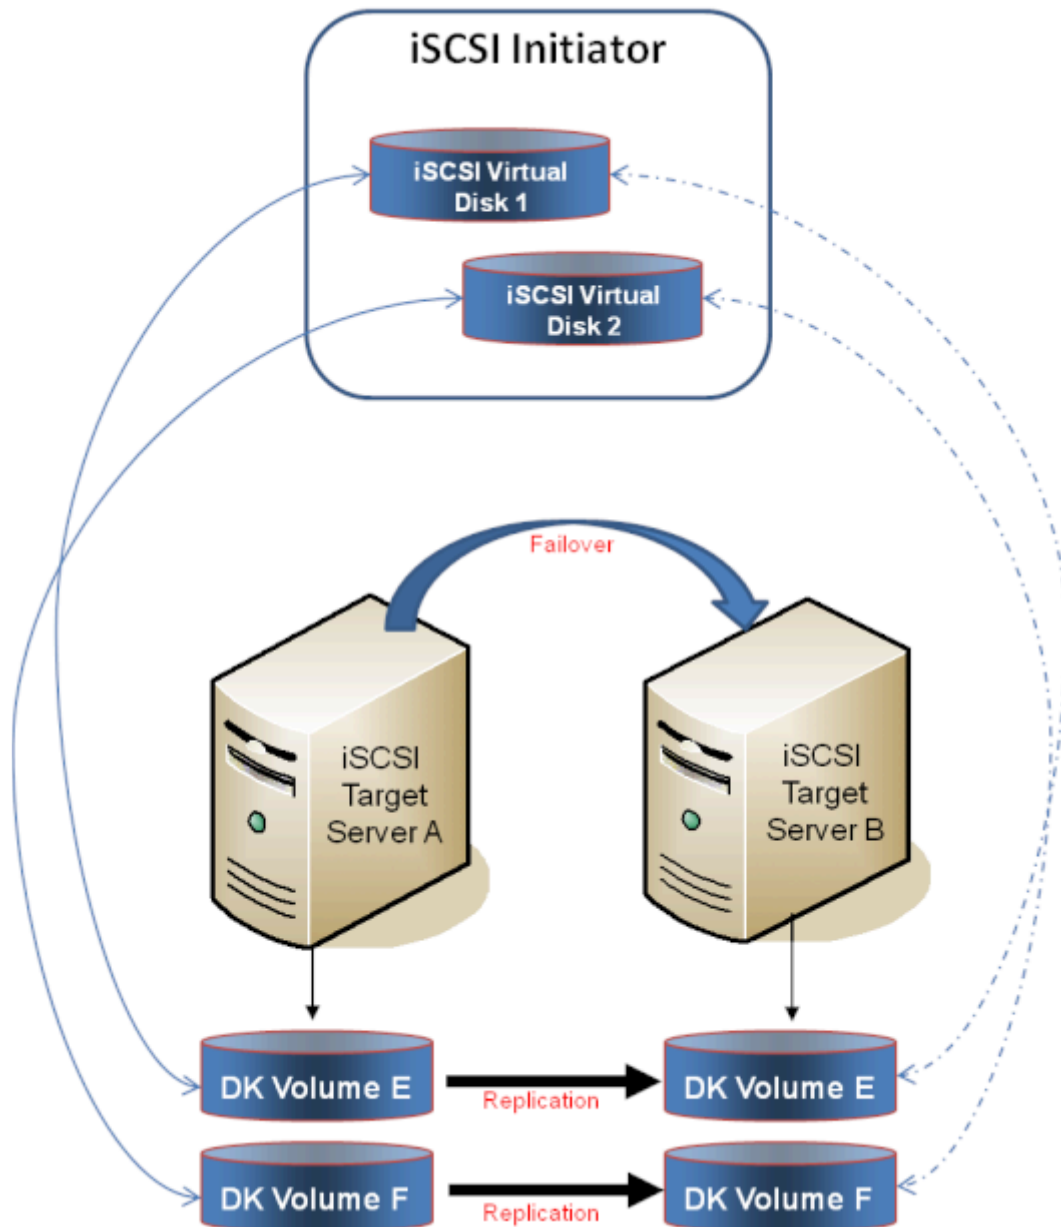 iSCSI Initiator
iSCSI Virtual
Disk 1
iSCSI Virtual
Disk 2
Failover
iSCSI
Target
Server A
iSCSI
Target
Server B
DK Volume E
Replication
DK Volume E
DK Volume F
Replication
DK Volume F